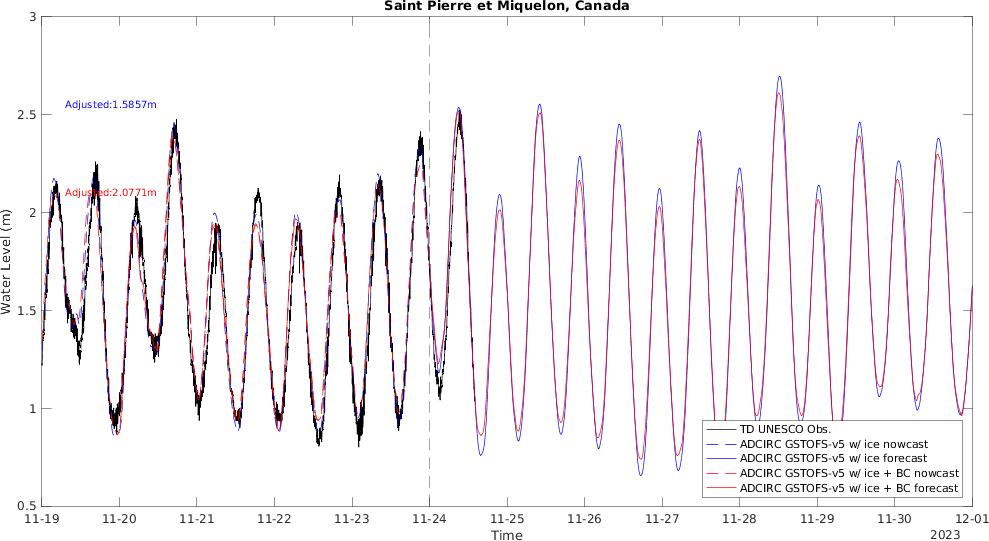 Saint Pierre et Miquelon, Canada
Water Level (m)
3
2.5
2
1.5
1
0.5
Adjusted:1.5857m
Adjusted:2.0771m
TD UNESCO Obs.
ADCIRC GSTOFS-v5 w/ ice nowcast
ADCIRC GSTOFS-v5 w/ ice forecast
ADCIRC GSTOFS-v5 w/ ice + BC nowcast
ADCIRC GSTOFS-v5 w/ ice + BC forecast
11-19 11-20 11-21 11-22 11-23 11-24 11-25 11-26 11-27 11-28 11-29 11-30 12-01
Time
2023